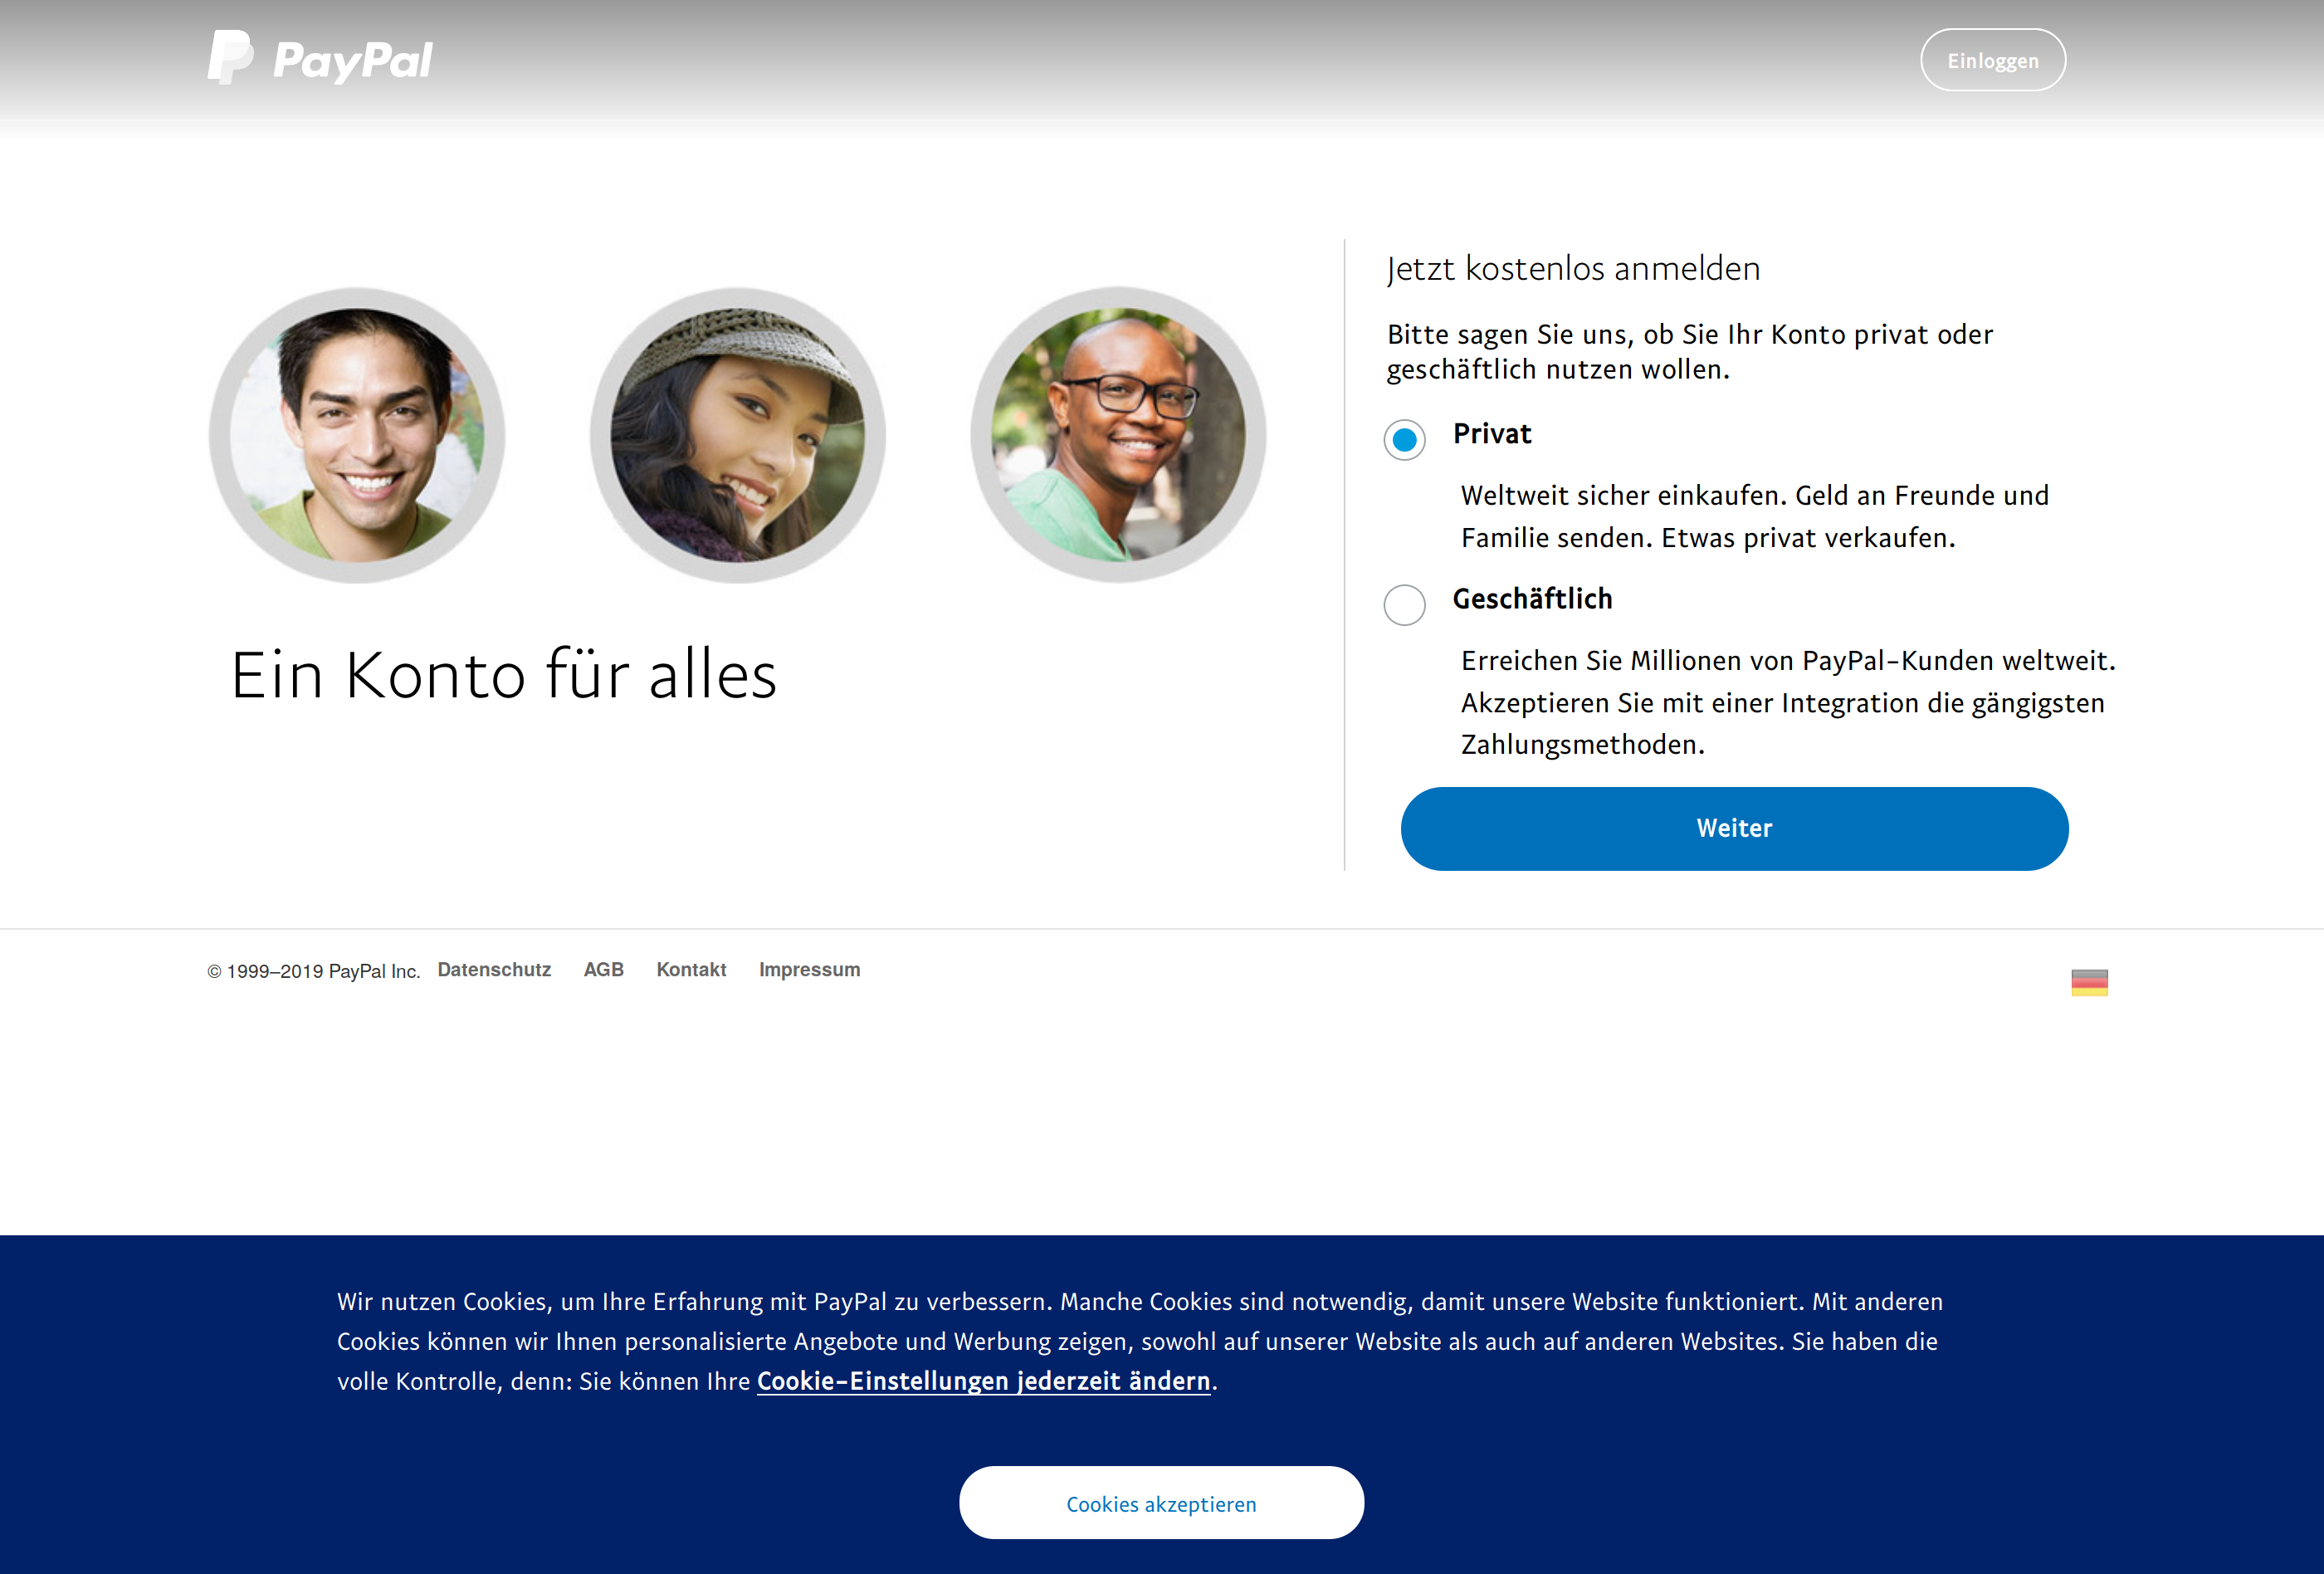 PayPal
Einloggen
Jetzt kostenlos anmelden
Bitte sagen Sie uns, ob Sie Ihr Konto privat oder
geschäftlich nutzen wollen.
Privat
Weltweit sicher einkaufen. Geld an Freunde und
Familie senden. Etwas privat verkaufen.
Geschäftlich
Erreichen Sie Millionen von PayPal-Kunden weltweit.
Akzeptieren Sie mit einer Integration die gängigsten
Zahlungsmethoden.
Weiter
Ein Konto für alles
© 1999–2019 PayPal Inc. Datenschutz AGB Kontakt Impressum
Wir nutzen Cookies, um Ihre Erfahrung mit PayPal zu verbessern. Manche Cookies sind notwendig, damit unsere Website funktioniert. Mit anderen
Cookies können wir Ihnen personalisierte Angebote und Werbung zeigen, sowohl auf unserer Website als auch auf anderen Websites. Sie haben die
volle Kontrolle, denn: Sie können Ihre Cookie-Einstellungen jederzeit ändern.
Cookies akzeptieren